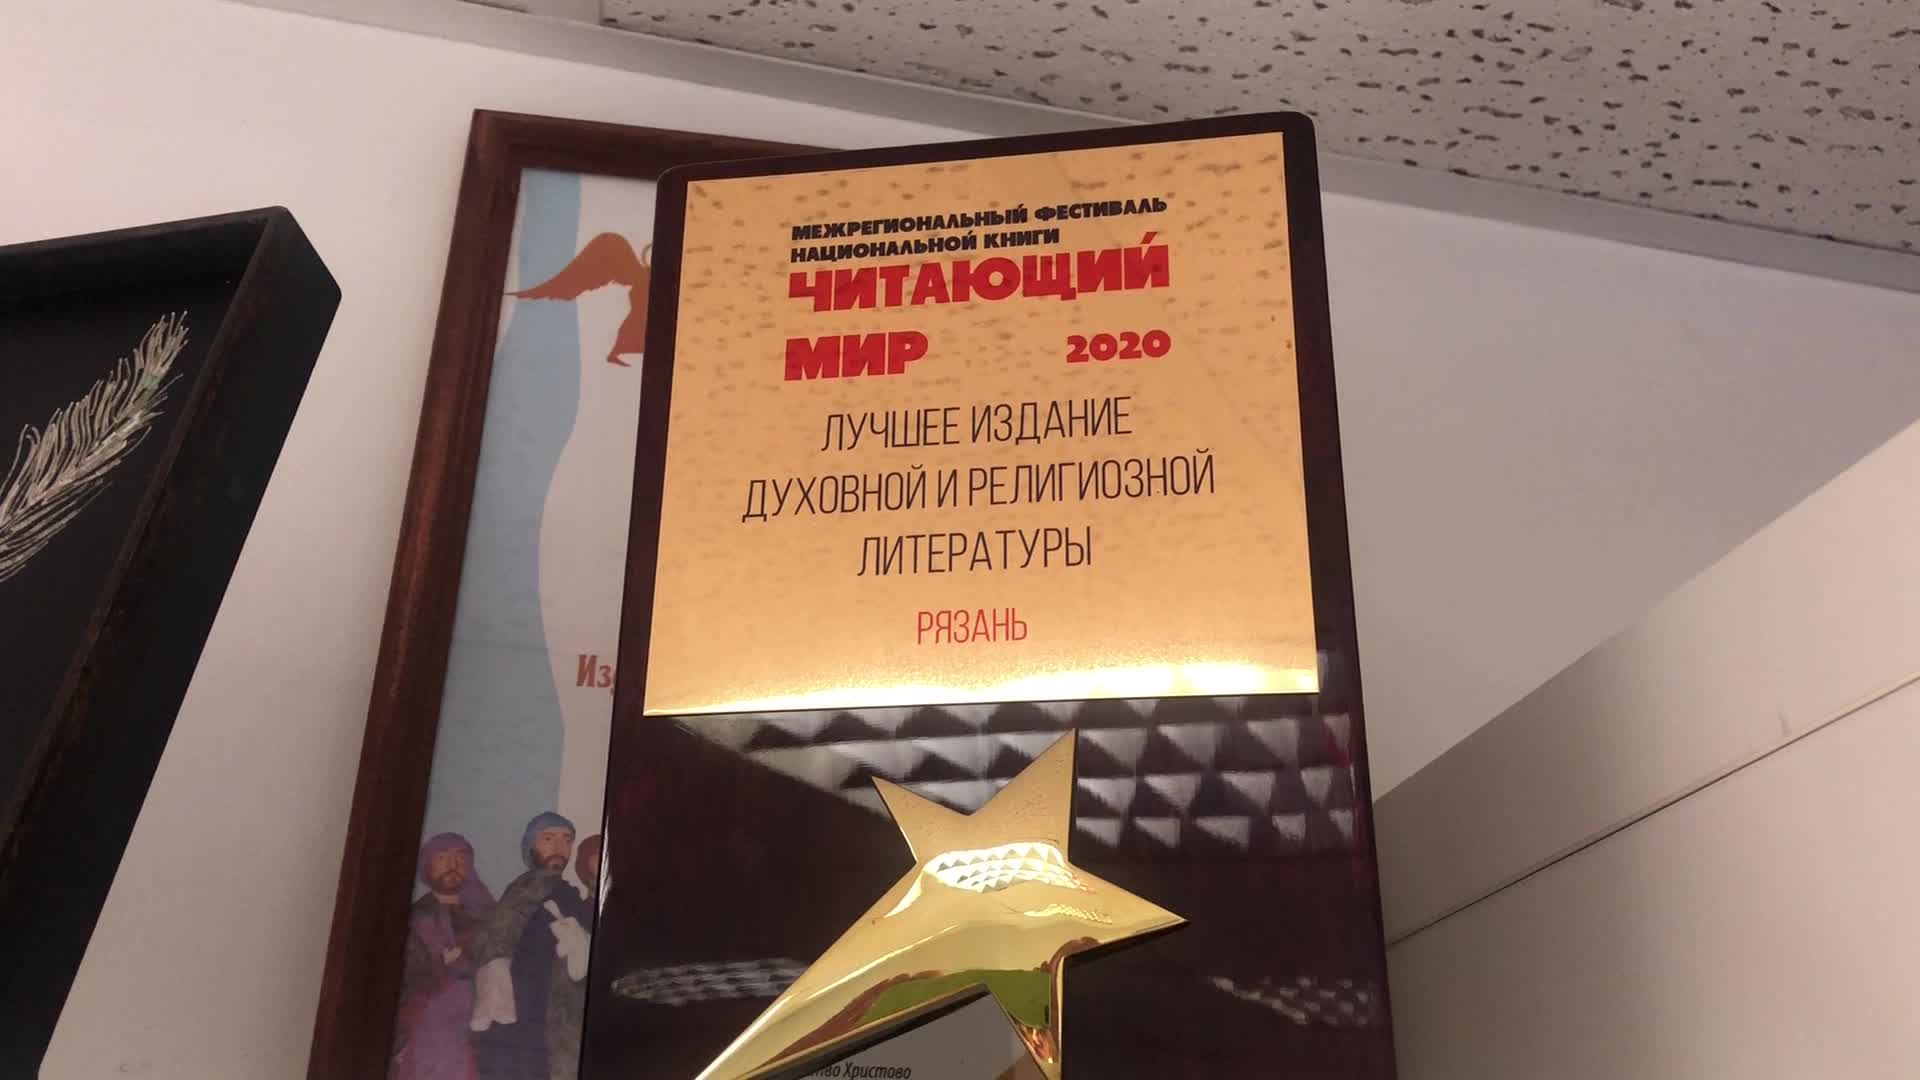 МЕЖРЕГИОНАЛЬНЫЙ ФЕСТИВАЛЬ
НАЦИОНАЛЬНОЙ КНИГИ
ЧИТАЮЩИЙ
МИР 2020
ЛУЧШЕЕ ИЗДАНИЕ
ДУХОВНОЙ И РЕЛИГИОЗНОЙ
ЛИТЕРАТУРЫ
РЯЗАНЬ
Христово